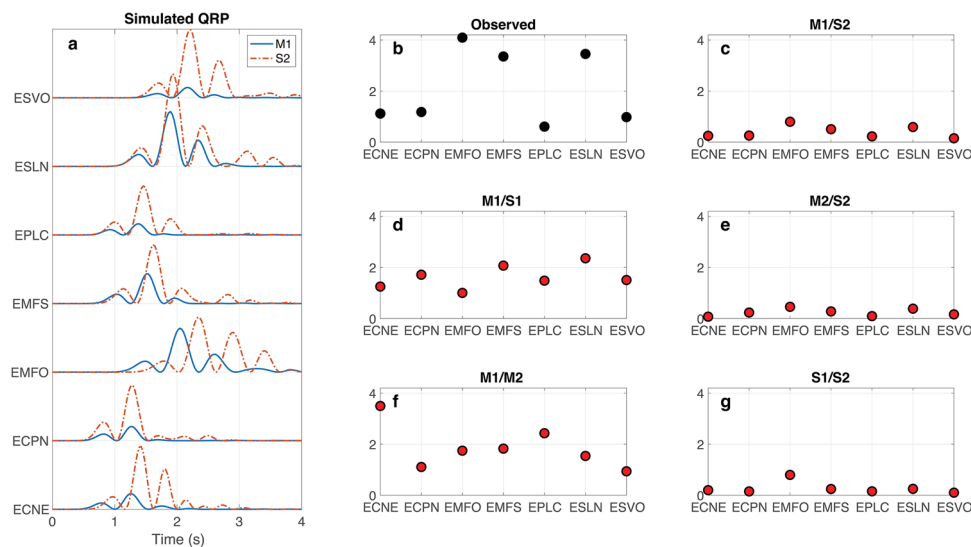 Simulated QRP
a
M1
S2
ESVO
ESLN
EPLC
EMFS
EMFO
ECPN
ECNE
0 1 2 3 4
Time (s)
Observed
b
4
2
0
ECNE ECPN EMFO EMFS EPLC ESLN ESVO
M1/S2
c
4
2
0
ECNE ECPN EMFO EMFS EPLC ESLN ESVO
M1/S1
d
4
2
0
ECNE ECPN EMFO EMFS EPLC ESLN ESVO
M2/S2
e
4
2
0
ECNE ECPN EMFO EMFS EPLC ESLN ESVO
M1/M2
f
4
2
0
ECNE ECPN EMFO EMFS EPLC ESLN ESVO
S1/S2
g
4
2
0
ECNE ECPN EMFO EMFS EPLC ESLN ESVO